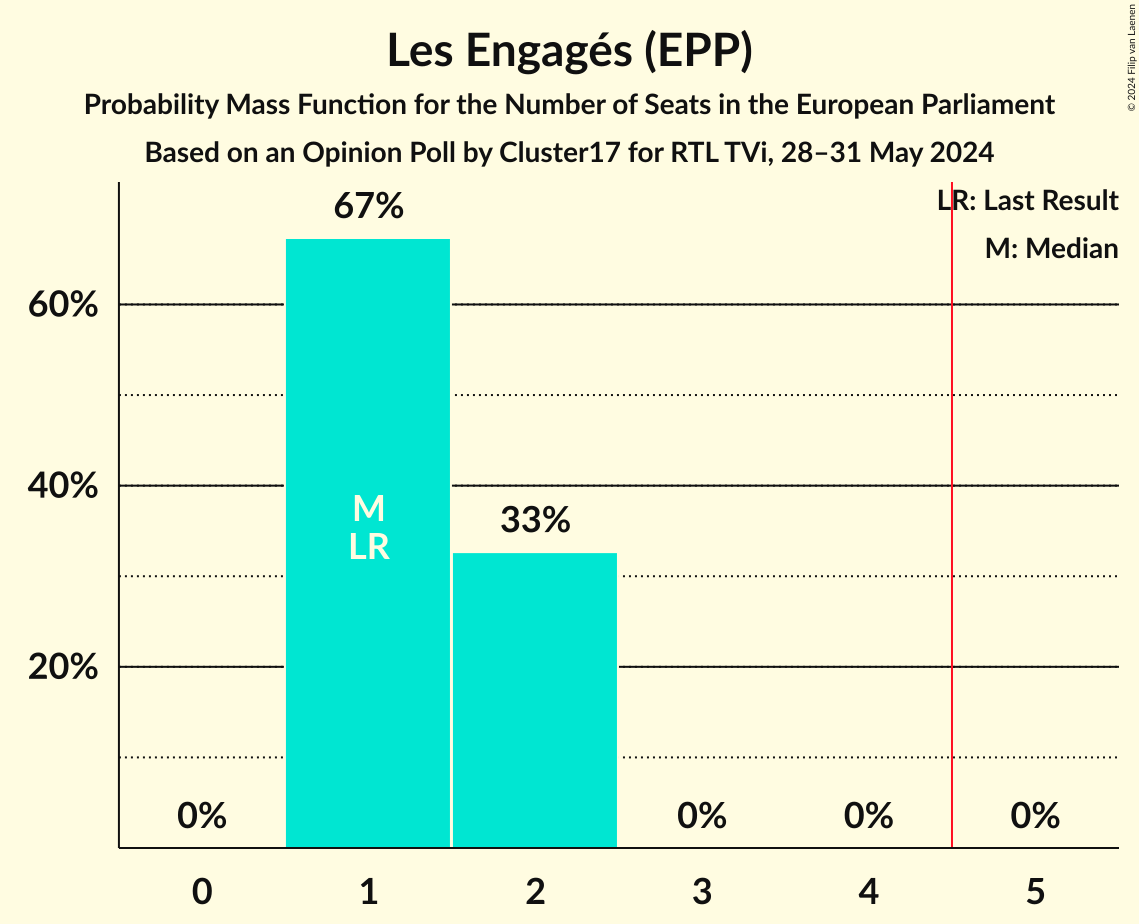 Les Engagés (EPP)
Probability Mass Function for the Number of Seats in the European Parliament
Based on an Opinion Poll by Cluster17 for RTL TVi, 28–31 May 2024
© 2024 Filip van Laenen
LR: Last Result
M: Median
67%
60%
40%
M
LR
33%
20%
0%
0%
0%
0%
0 1 2 3 4 5